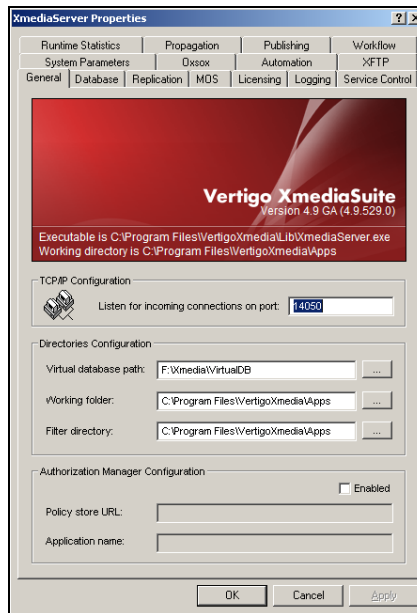 XmediaServer Properties
Runtime Statistics Propagation Publishing Workflow
System Parameters Oxsox Automation XFTP
General Database Replication MOS Licensing Logging Service Control
Vertigo XmediaSuite
Version 4.9 GA (4.9.529.0)
Executable is C:\Program Files\VertigoXmedia\Lib\XmediaServer.exe
Working directory is C:\Program Files\VertigoXmedia\Apps
TCP/IP Configuration
Listen for incoming connections on port: 14050
Directories Configuration
Virtual database path: F:\Xmedia\VirtualDB ...
Working folder: C:\Program Files\VertigoXmedia\Apps ...
Filter directory: C:\Program Files\VertigoXmedia\Apps ...
Authorization Manager Configuration
Enabled
Policy store URL:
Application name:
OK Cancel Apply